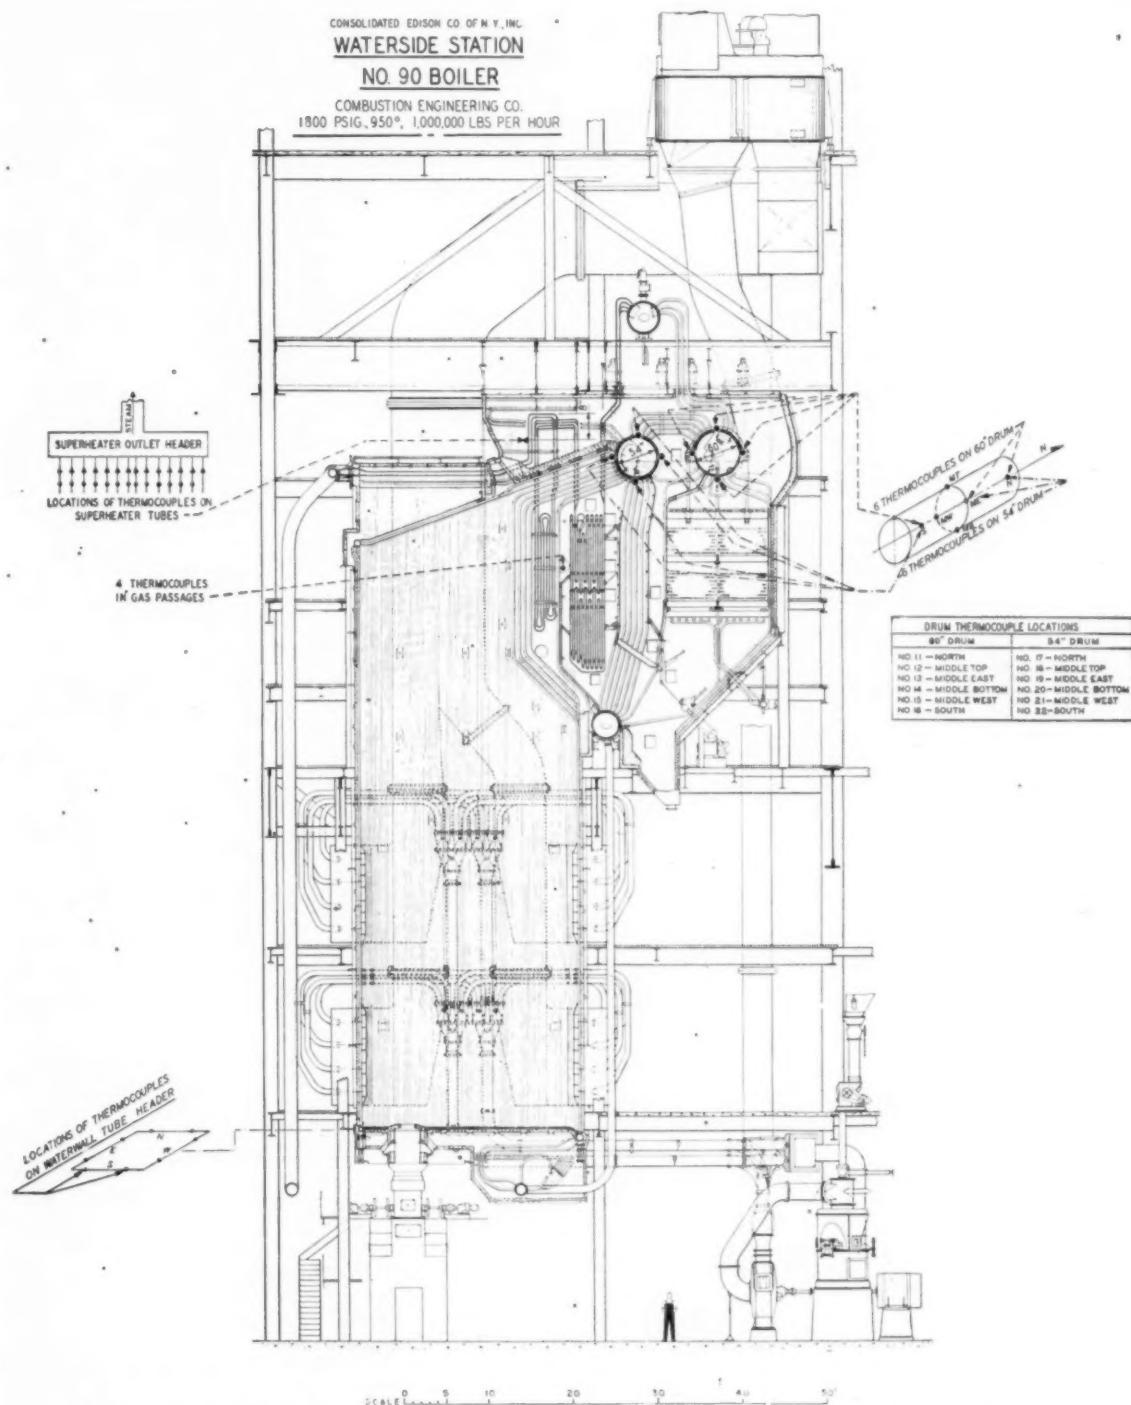 CONSOLIDATED EDISON CO OF N Y., INC.
WATERSIDE STATION
NO. 90 BOILER
COMBUSTION ENGINEERING CO.
1800 PSIG., 950°, 1,000,000 LBS PER HOUR
STEAM
SUPERHEATER OUTLET HEADER
LOCATIONS OF THERMOCOUPLES ON
SUPERHEATER TUBES
4 THERMOCOUPLES
IN GAS PASSAGES
54"
60"
6 THERMOCOUPLES ON 60" DRUM
N
MT
N
ME
MW
MB
S
6 THERMOCOUPLES ON 54" DRUM
DRUM THERMOCOUPLE LOCATIONS
60" DRUM 54" DRUM
NO. 11 — NORTH NO. 17 — NORTH
NO. 12 — MIDDLE TOP NO. 18 — MIDDLE TOP
NO. 13 — MIDDLE EAST NO. 19 — MIDDLE EAST
NO. 14 — MIDDLE BOTTOM NO. 20 — MIDDLE BOTTOM
NO. 15 — MIDDLE WEST NO. 21 — MIDDLE WEST
NO. 16 — SOUTH NO. 22 — SOUTH
LOCATIONS OF THERMOCOUPLES
ON WATERWALL TUBE HEADER
N
E
W
S
SCALE 0 5 10 20 30 40 50'